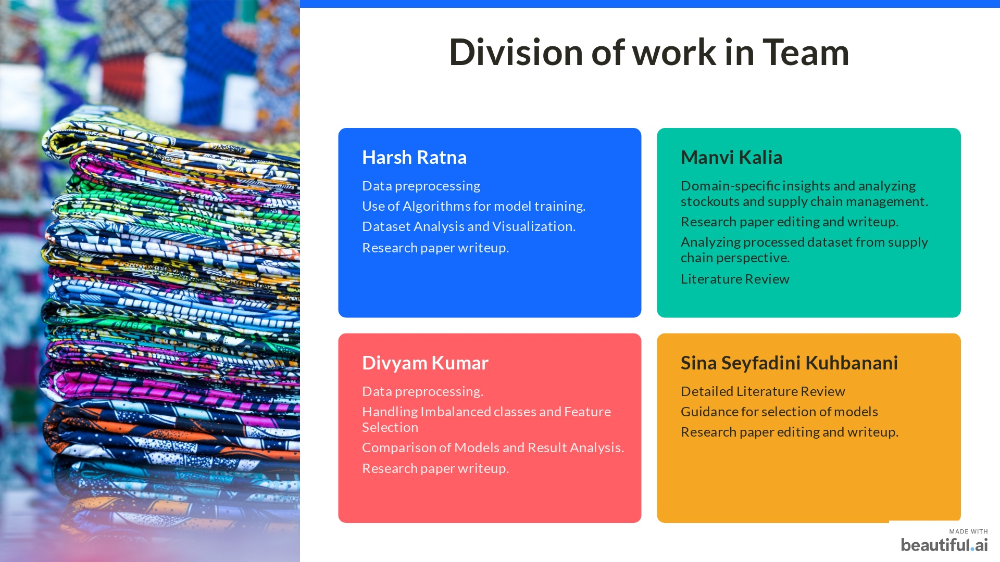 Division of work in Team
Harsh Ratna
Data preprocessing
Use of Algorithms for model training.
Dataset Analysis and Visualization.
Research paper writeup.
Manvi Kalia
Domain-specific insights and analyzing
stockouts and supply chain management.
Research paper editing and writeup.
Analyzing processed dataset from supply
chain perspective.
Literature Review
Divyam Kumar
Data preprocessing.
Handling Imbalanced classes and Feature
Selection
Comparison of Models and Result Analysis.
Research paper writeup.
Sina Seyfadini Kuhbanani
Detailed Literature Review
Guidance for selection of models
Research paper editing and writeup.
MADE WITH
beautiful.ai